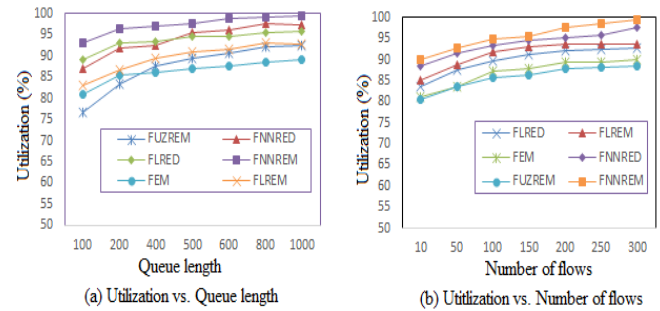 100
95
90
85
80
75
70
65
60
55
50
Utilization (%)
FUZREM
FNNRED
FLRED
FNNREM
FEM
FLREM
100 200 400 500 600 800 1000
Queue length
(a) Utilization vs. Queue length
100
95
90
85
80
75
70
65
60
55
50
Utilization (%)
FLRED
FLREM
FEM
FNNRED
FUZREM
FNNREM
10 50 100 150 200 250 300
Number of flows
(b) Utitlization vs. Number of flows